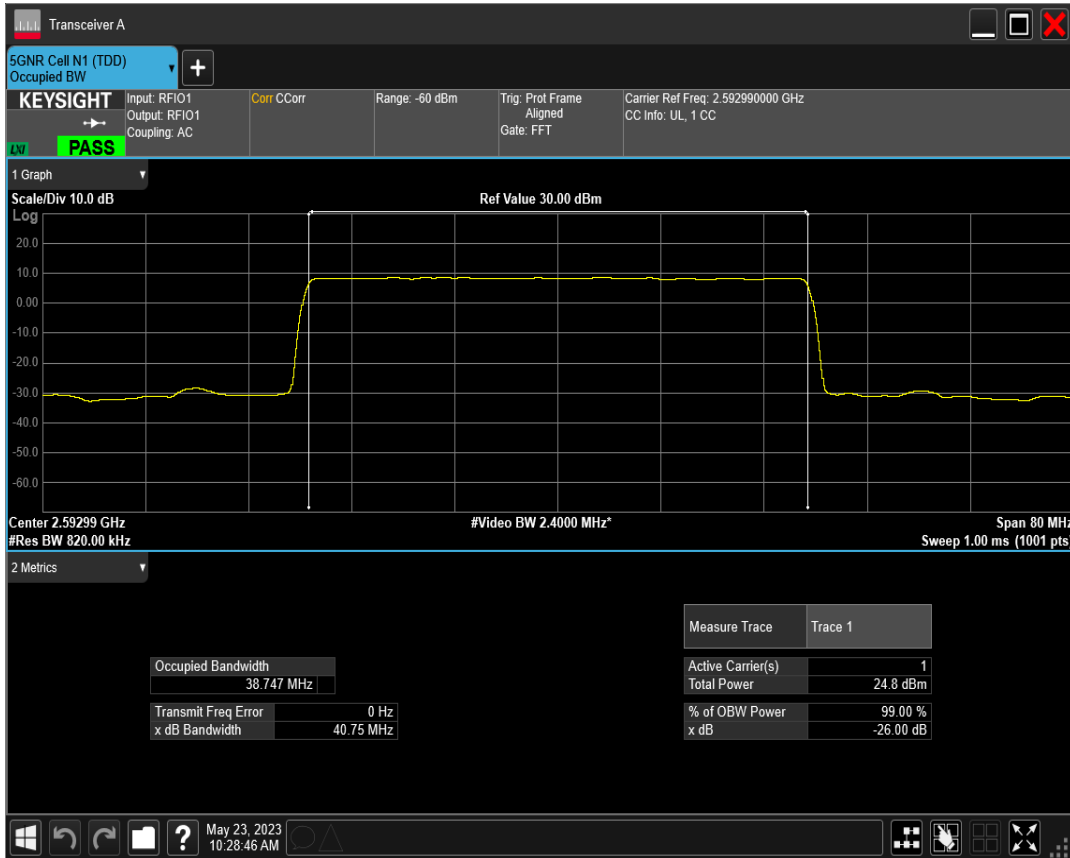 Transceiver A
5GNR Cell N1 (TDD)
Occupied BW
KEYSIGHT
LXI
PASS
Input: RFIO1
Output: RFIO1
Coupling: AC
Corr CCorr
Range: -60 dBm
Trig: Prot Frame
Aligned
Gate: FFT
Carrier Ref Freq: 2.592990000 GHz
CC Info: UL, 1 CC
1 Graph
Scale/Div 10.0 dB
Ref Value 30.00 dBm
Log
20.0
10.0
0.00
-10.0
-20.0
-30.0
-40.0
-50.0
-60.0
Center 2.59299 GHz
#Video BW 2.4000 MHz*
Span 80 MHz
#Res BW 820.00 kHz
Sweep 1.00 ms (1001 pts)
2 Metrics
Measure Trace Trace 1
Occupied Bandwidth
38.747 MHz
Active Carrier(s) 1
Total Power 24.8 dBm
Transmit Freq Error 0 Hz
x dB Bandwidth 40.75 MHz
% of OBW Power 99.00 %
x dB -26.00 dB
?
May 23, 2023
10:28:46 AM